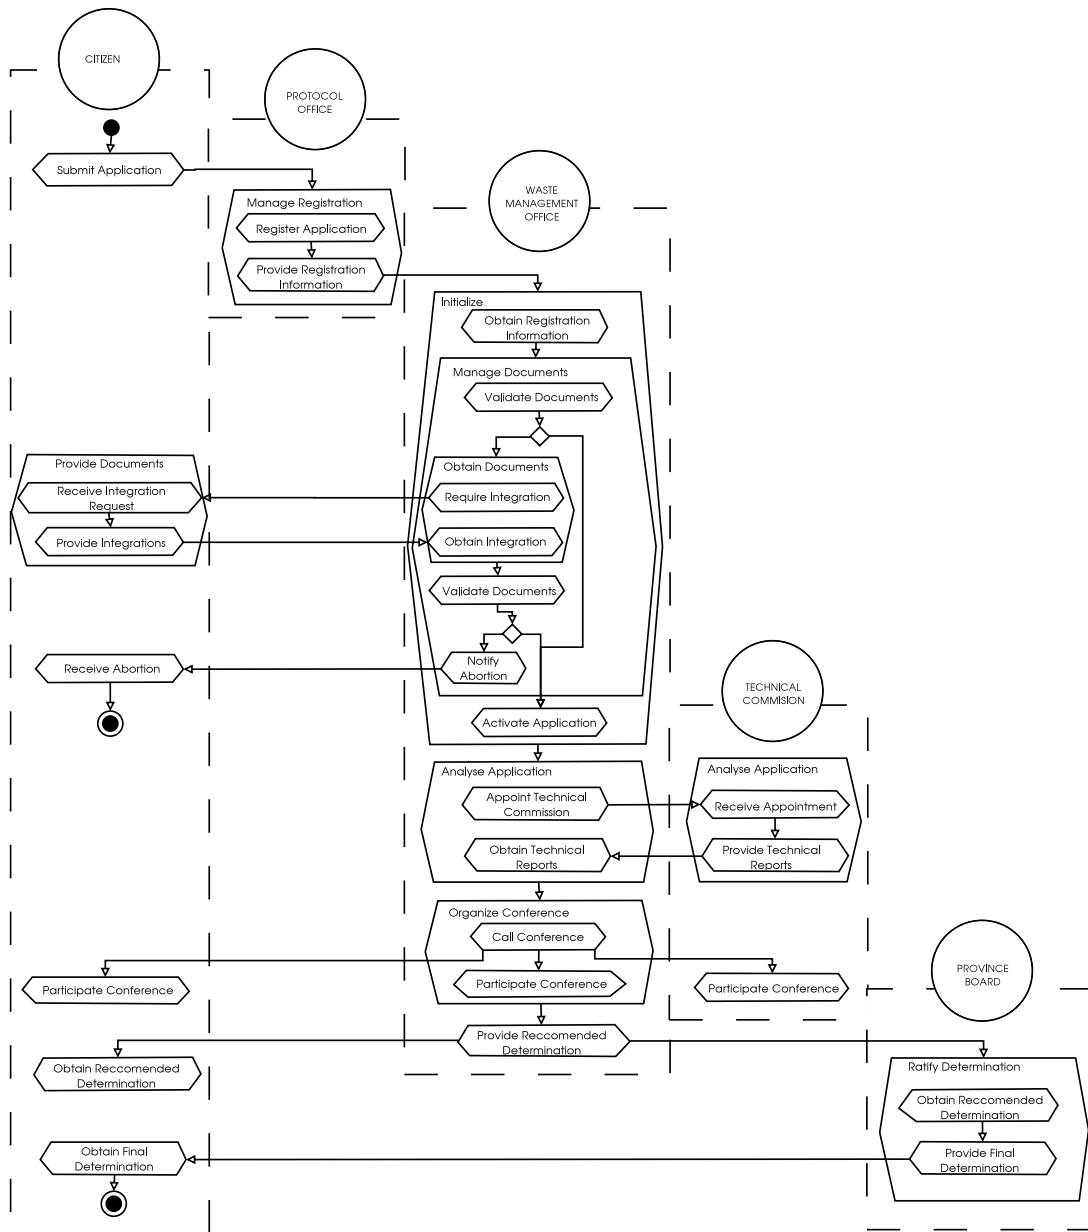 CITIZEN
PROTOCOL
OFFICE
Submit Application
WASTE
MANAGEMENT
OFFICE
Manage Registration
Register Application
Provide Registration
Information
Initialize
Obtain Registration
Information
Manage Documents
Validate Documents
Provide Documents
Obtain Documents
Receive Integration
Request
Require Integration
Provide Integrations
Obtain Integration
Validate Documents
Receive Abortion
Notify
Abortion
TECHNICAL
COMMISION
Activate Application
Analyse Application
Analyse Application
Appoint Technical
Commission
Receive Appointment
Obtain Technical
Reports
Provide Technical
Reports
Organize Conference
Call Conference
Participate Conference
Participate Conference
Participate Conference
PROVINCE
BOARD
Provide Reccomended
Determination
Obtain Reccomended
Determination
Ratify Determination
Obtain Reccomended
Determination
Obtain Final
Determination
Provide Final
Determination